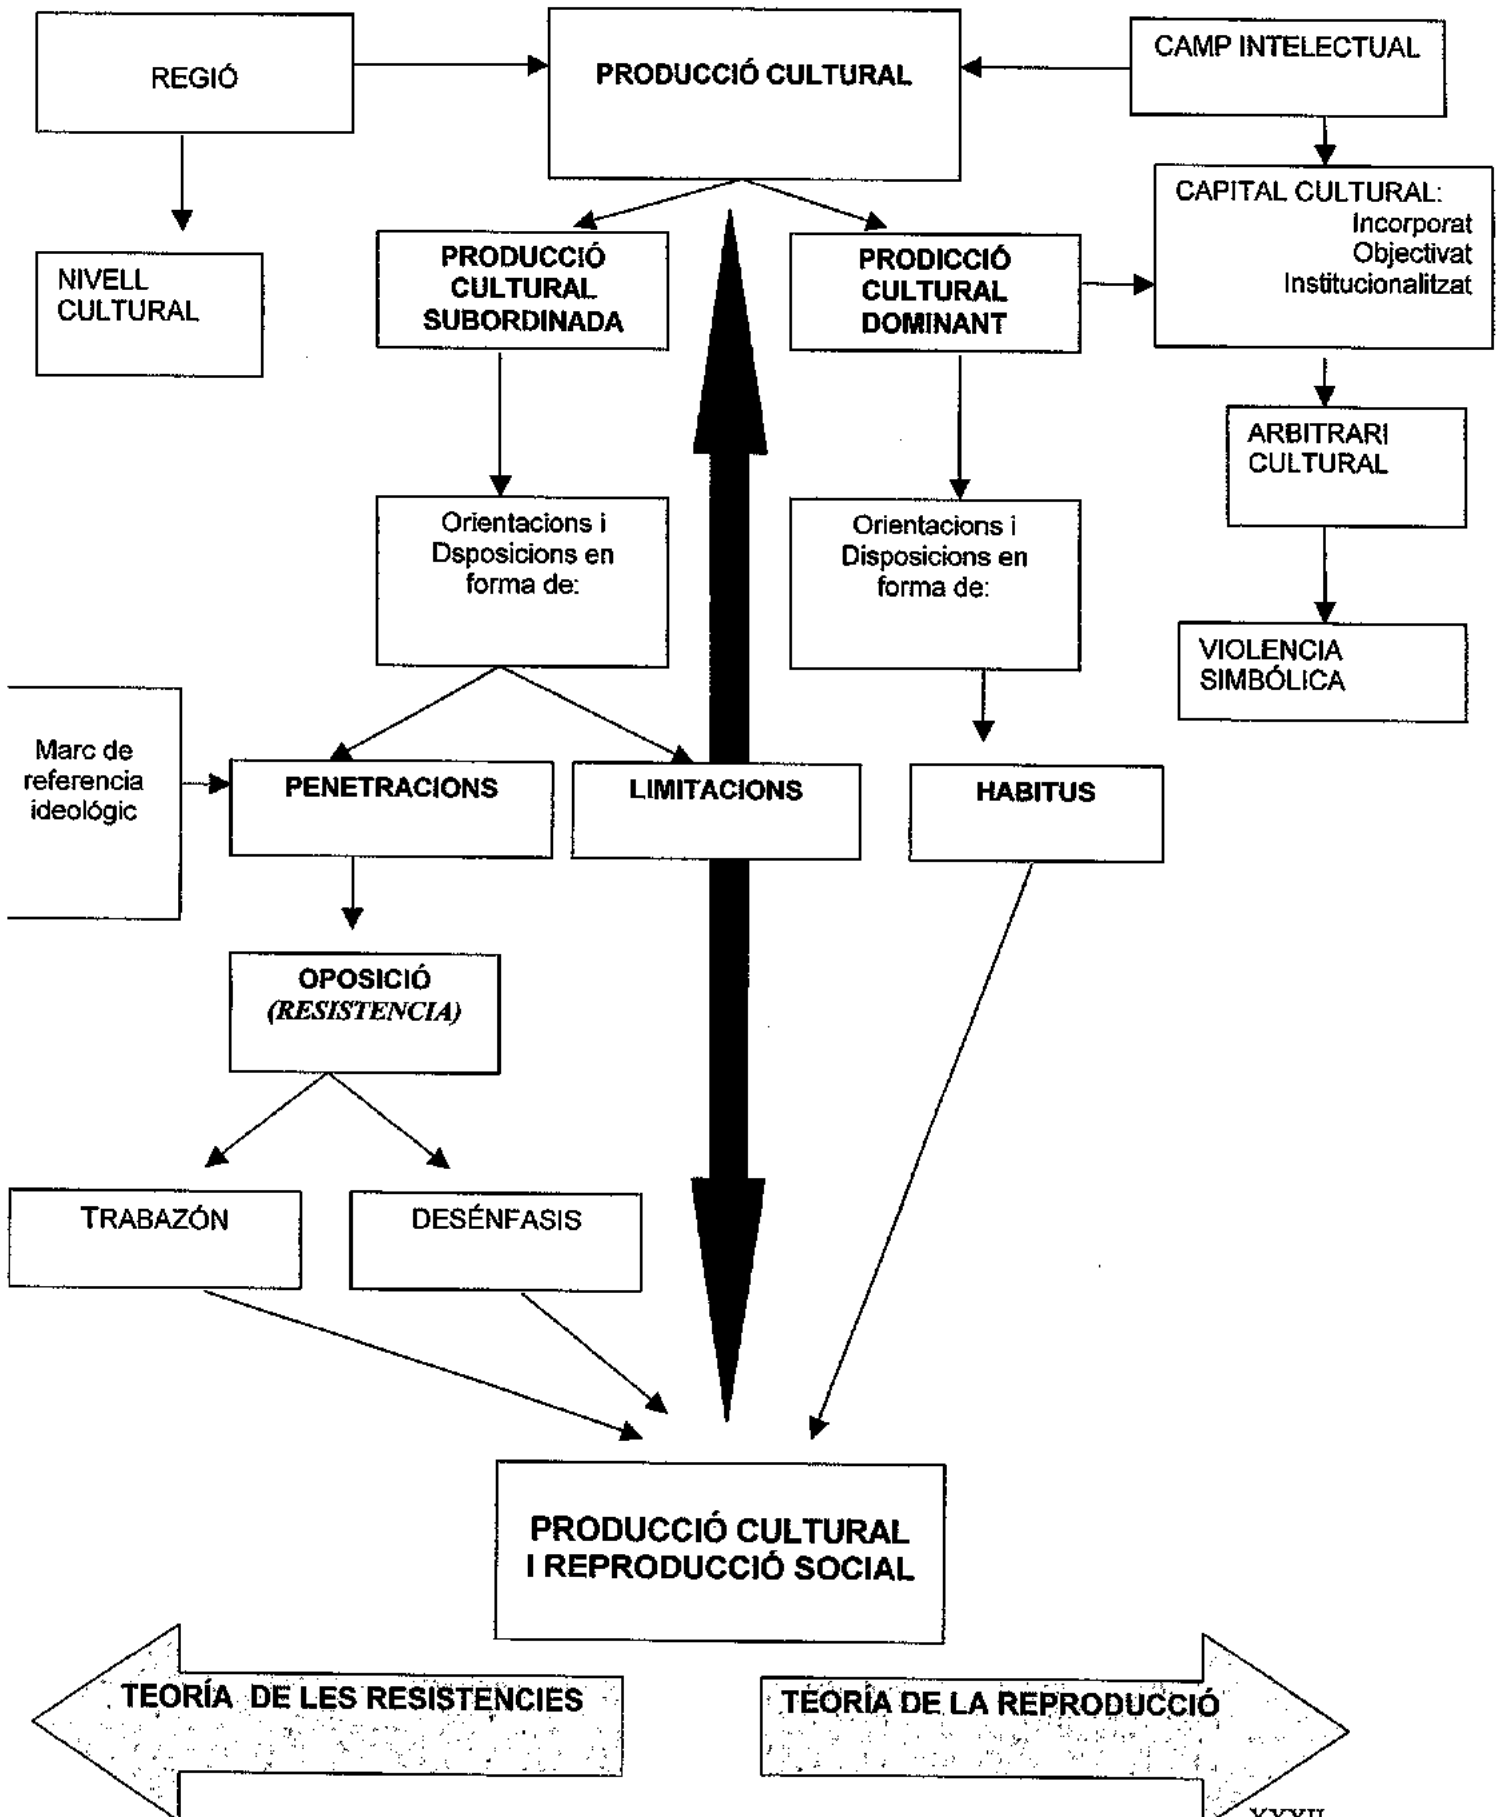 REGIÓ
PRODUCCIÓ CULTURAL
CAMP INTELECTUAL
CAPITAL CULTURAL:
Incorporat
Objectivat
Institucionalitzat
NIVELL
CULTURAL
PRODUCCIÓ
CULTURAL
SUBORDINADA
PRODICCIÓ
CULTURAL
DOMINANT
ARBITRARI
CULTURAL
Orientacions i
Dsposicions en
forma de:
Orientacions i
Disposicions en
forma de:
VIOLENCIA
SIMBÓLICA
Marc de
referencia
ideológic
PENETRACIONS
LIMITACIONS
HABITUS
OPOSICIÓ
(RESISTENCIA)
TRABAZÓN
DESÉNFASIS
PRODUCCIÓ CULTURAL
I REPRODUCCIÓ SOCIAL
TEORÍA DE LES RESISTENCIES
TEORÍA DE LA REPRODUCCIÓ
XXXII